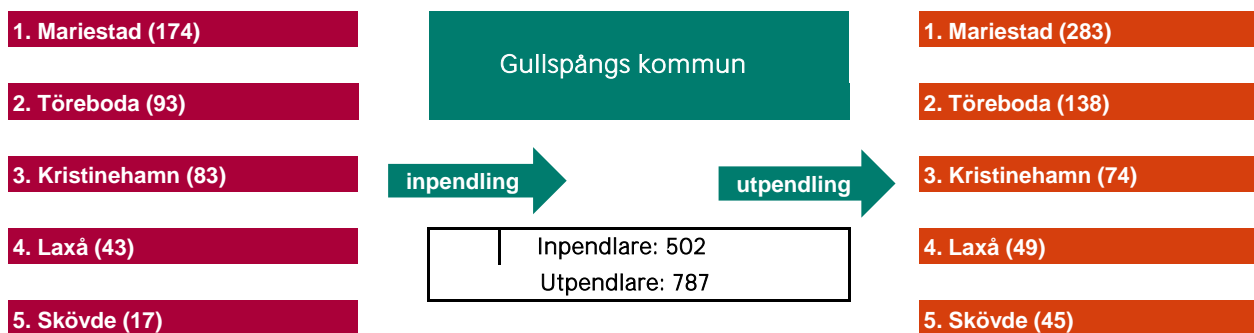 1. Mariestad (174)
2. Töreboda (93)
3. Kristinehamn (83)
4. Laxå (43)
5. Skövde (17)
Gullspångs kommun
inpendling
utpendling
Inpendlare: 502
Utpendlare: 787
1. Mariestad (283)
2. Töreboda (138)
3. Kristinehamn (74)
4. Laxå (49)
5. Skövde (45)